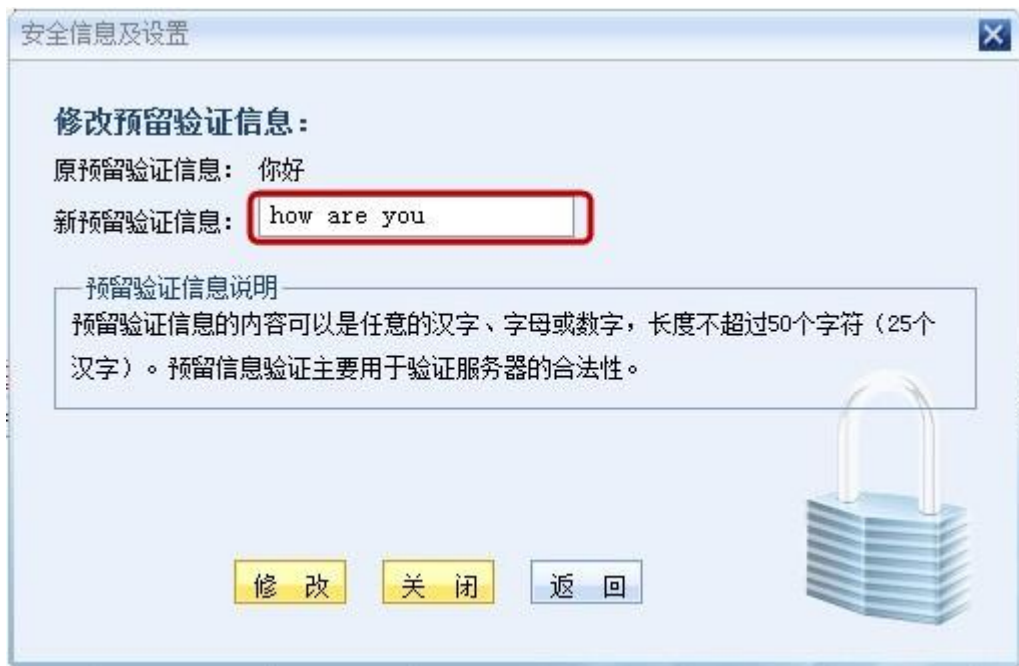 安全信息及设置
修改预留验证信息：
原预留验证信息： 你好
新预留验证信息： how are you
预留验证信息说明
预留验证信息的内容可以是任意的汉字、字母或数字，长度不超过50个字符（25个
汉字）。预留信息验证主要用于验证服务器的合法性。
修 改 关 闭 返 回